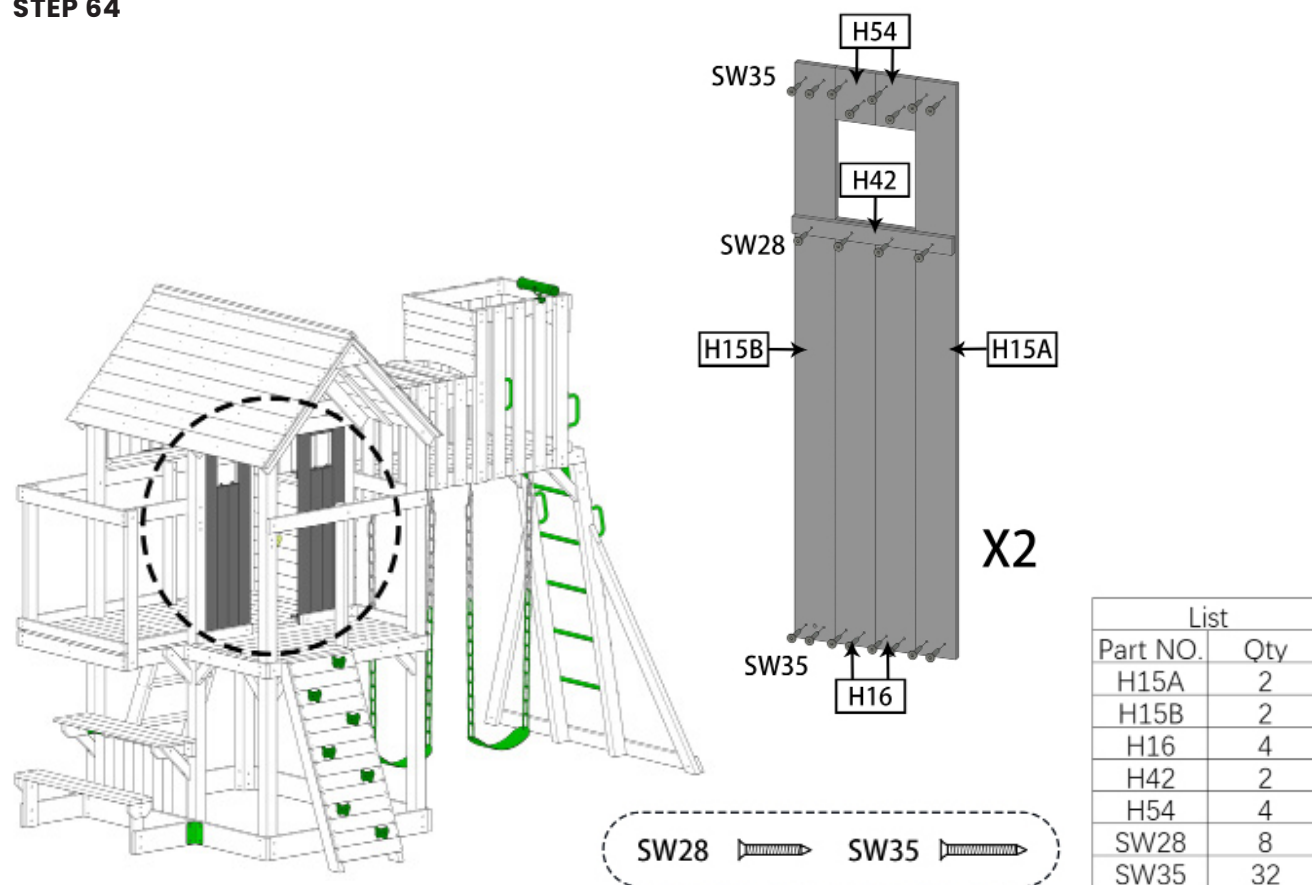 STEP 64
H54
SW35
H42
SW28
H15B
H15A
X2
SW35
H16
SW28 SW35
List
Part NO. Qty
H15A 2
H15B 2
H16 4
H42 2
H54 4
SW28 8
SW35 32